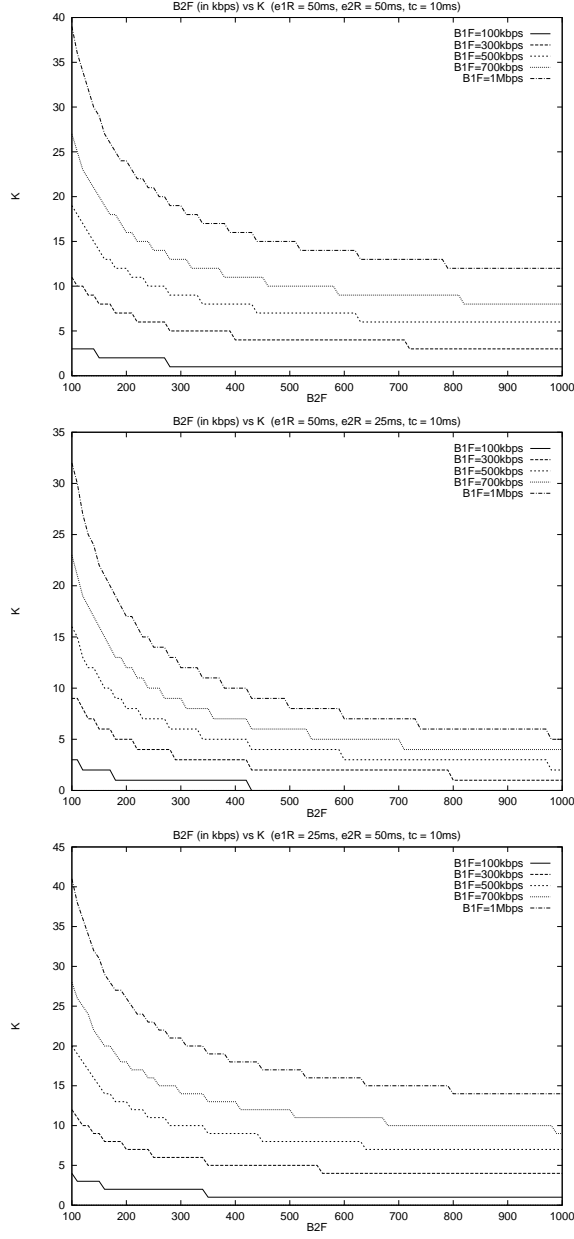 B2F (in kbps) vs K (e1R = 50ms, e2R = 50ms, tc = 10ms)
B1F=100kbps
B1F=300kbps
B1F=500kbps
B1F=700kbps
B1F=1Mbps
40
35
30
25
20
15
10
5
0
K
100 200 300 400 500 600 700 800 900 1000
B2F
B2F (in kbps) vs K (e1R = 50ms, e2R = 25ms, tc = 10ms)
B1F=100kbps
B1F=300kbps
B1F=500kbps
B1F=700kbps
B1F=1Mbps
35
30
25
20
15
10
5
0
K
100 200 300 400 500 600 700 800 900 1000
B2F
B2F (in kbps) vs K (e1R = 25ms, e2R = 50ms, tc = 10ms)
B1F=100kbps
B1F=300kbps
B1F=500kbps
B1F=700kbps
B1F=1Mbps
45
40
35
30
25
20
15
10
5
0
K
100 200 300 400 500 600 700 800 900 1000
B2F